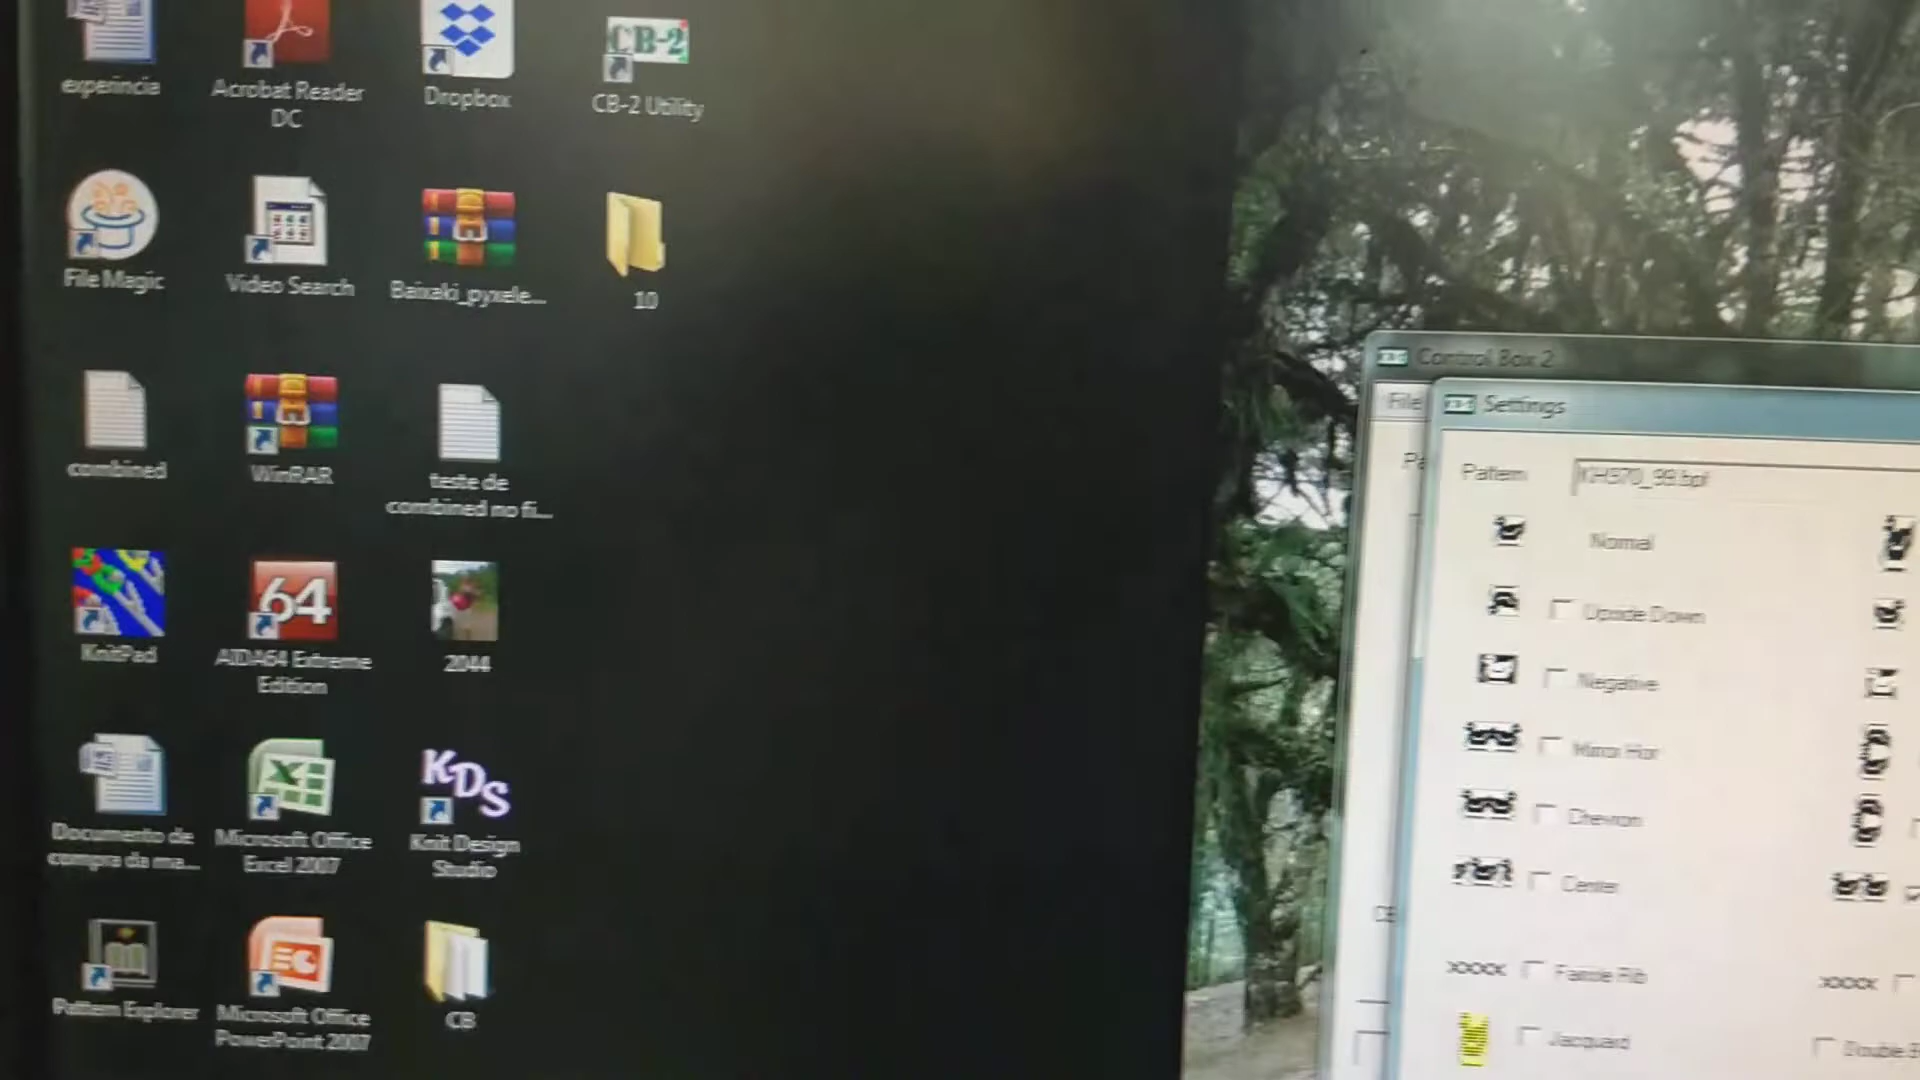 experincia
Acrobat Reader
DC
Dropbox
CB-2
CB-2 Utility
File Magic
Video Search
Baixaki_pyxele...
10
combined
WinRAR
teste de
combined no fi...
KnitPad
64
AIDA64 Extreme
Edition
2044
Documento de
compra da ma...
Microsoft Office
Excel 2007
KDS
Knit Design
Studio
Pattern Explorer
Microsoft Office
PowerPoint 2007
CB
Control Box 2
File
Settings
Pattern
KH970_99.bpf
Normal
Upside Down
Negative
Mirror Hor
Chevron
Center
Fairisle Rib
Jacquard
Double B